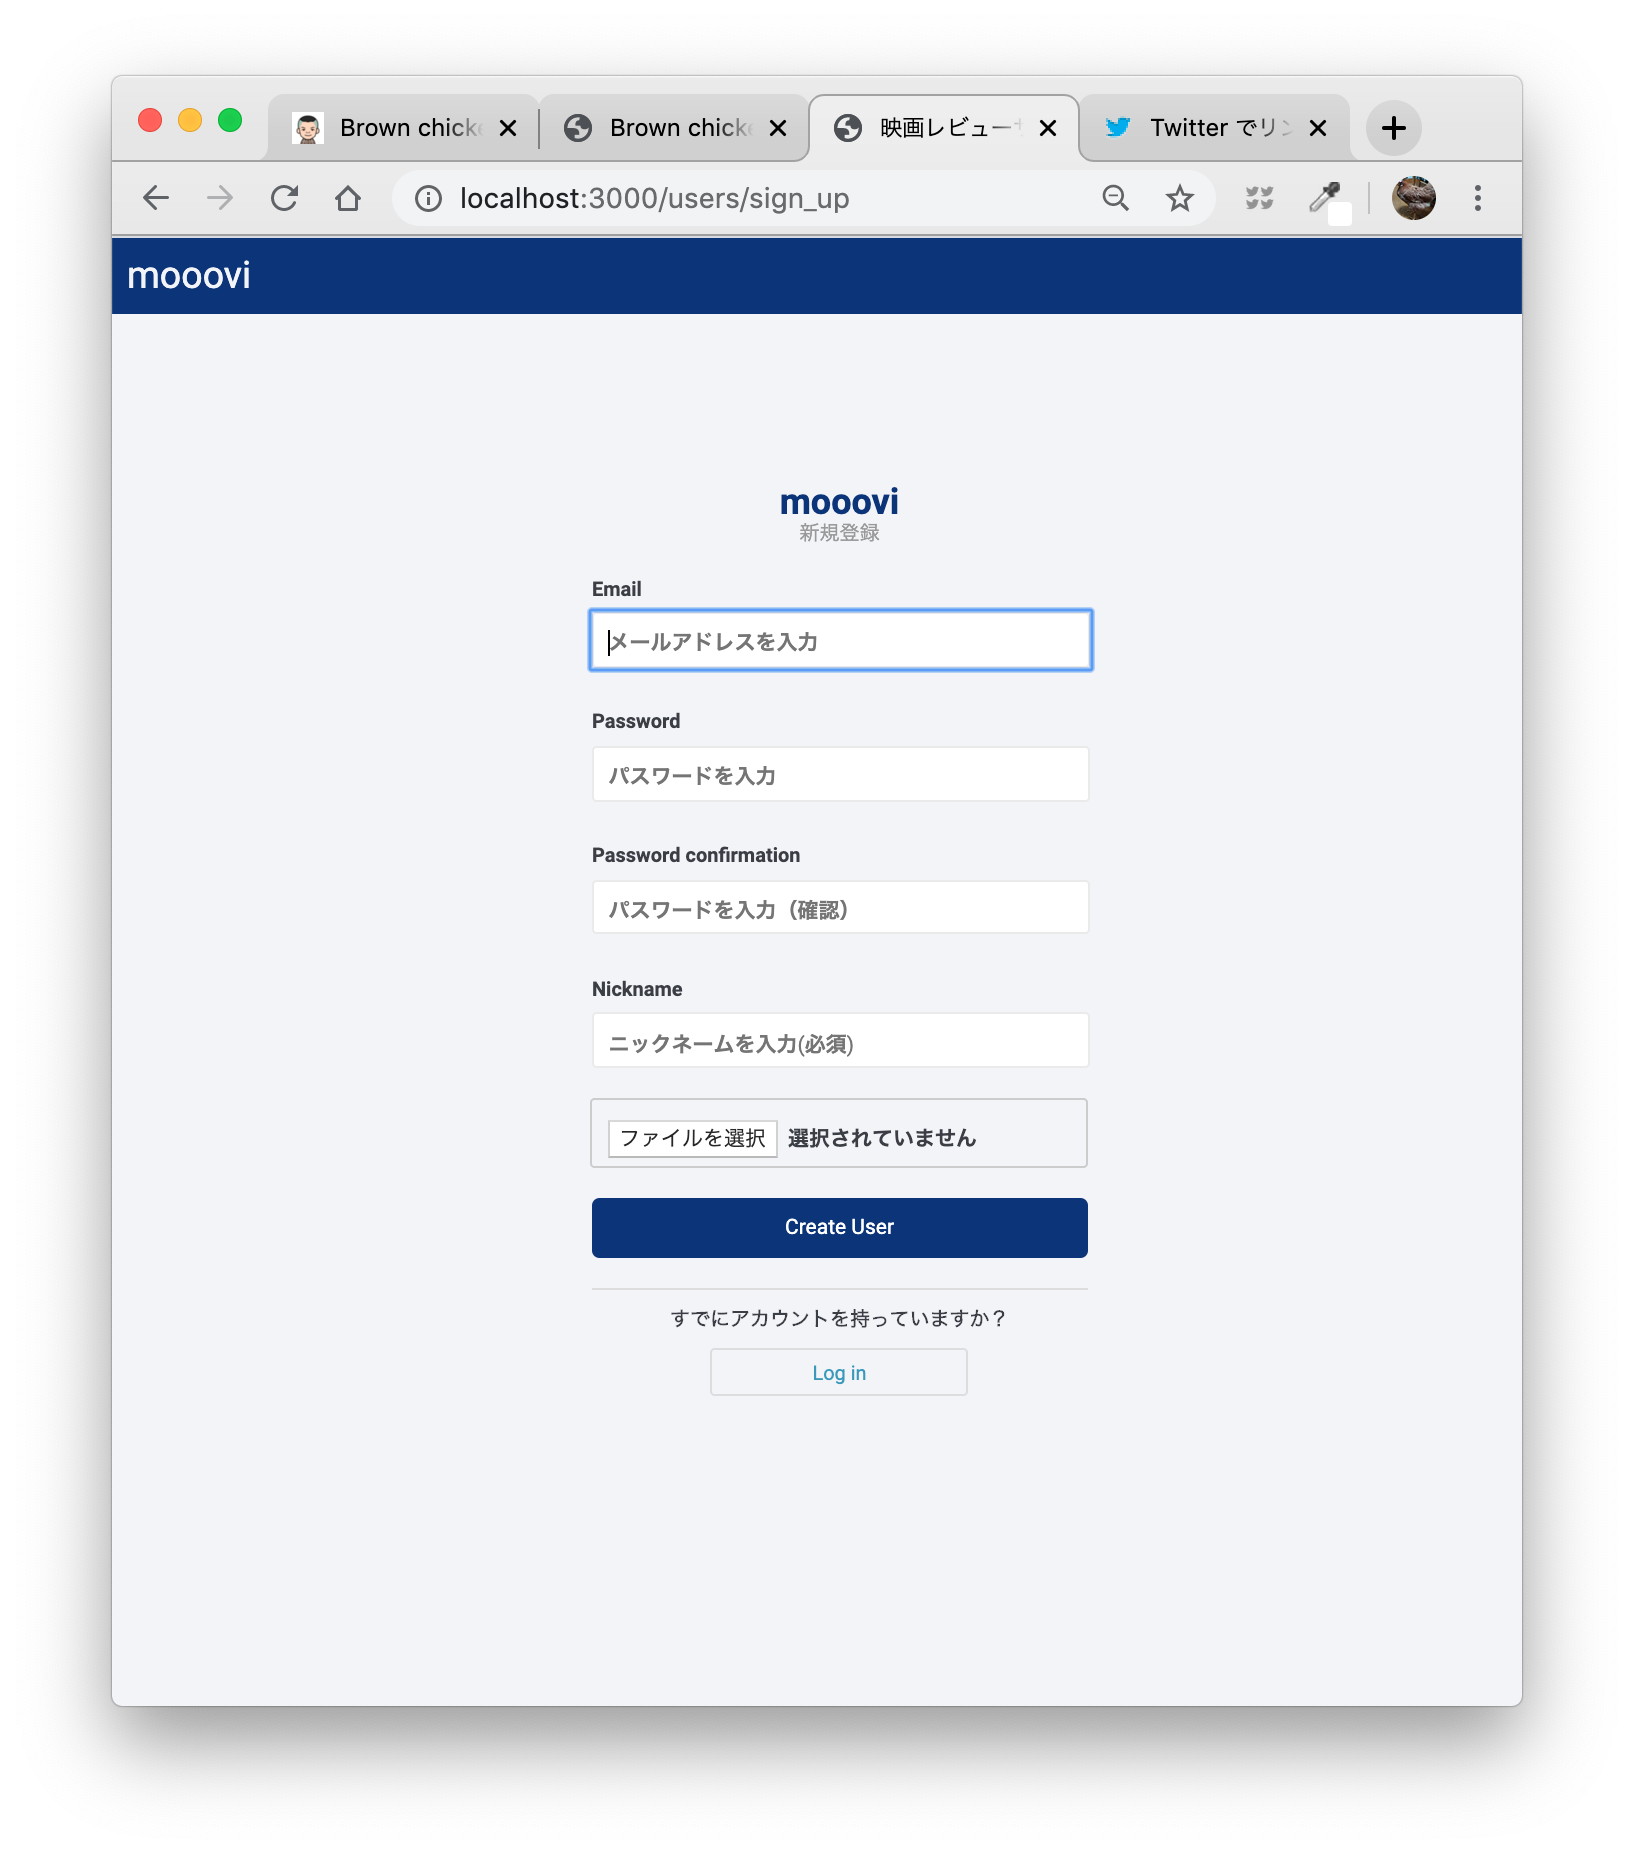 Brown chick
Brown chick
映画レビュー
Twitter でリン
localhost:3000/users/sign_up
mooovi
mooovi
新規登録
Email
メールアドレスを入力
Password
パスワードを入力
Password confirmation
パスワードを入力（確認）
Nickname
ニックネームを入力(必須)
ファイルを選択 選択されていません
Create User
すでにアカウントを持っていますか？
Log in